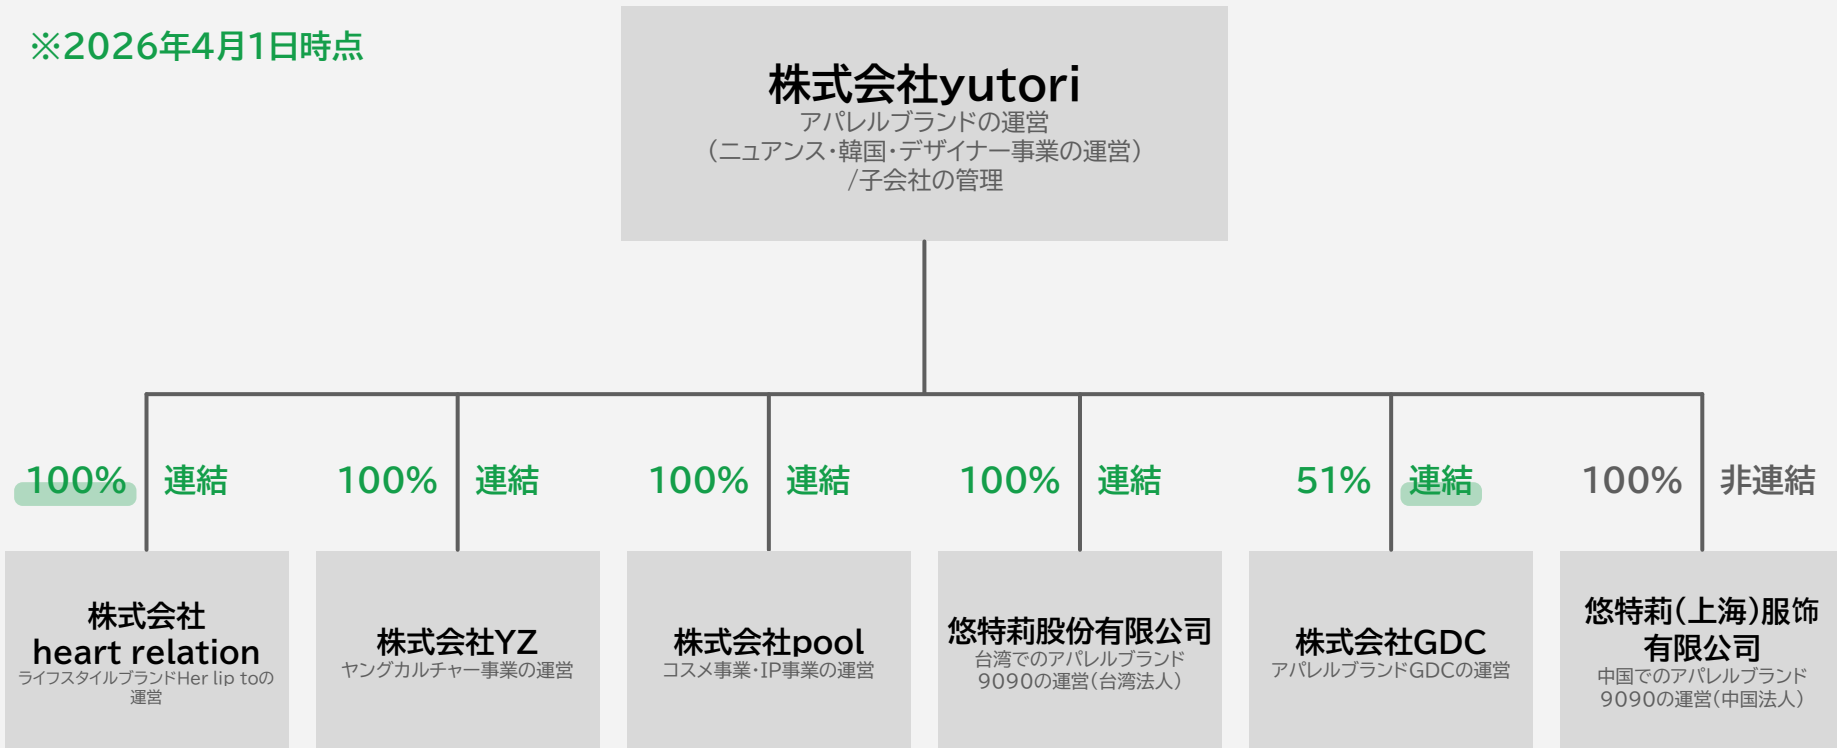 ※2026年4月1日時点
株式会社yutori
アパレルブランドの運営
（ニュアンス・韓国・デザイナー事業の運営）
/子会社の管理
100% 連結
100% 連結
100% 連結
100% 連結
51% 連結
100% 非連結
株式会社
heart relation
ライフスタイルブランドHer lip toの
運営
株式会社YZ
ヤングカルチャー事業の運営
株式会社pool
コスメ事業・IP事業の運営
悠特莉股份有限公司
台湾でのアパレルブランド
9090の運営（台湾法人）
株式会社GDC
アパレルブランドGDCの運営
悠特莉（上海）服饰
有限公司
中国でのアパレルブランド
9090の運営（中国法人）